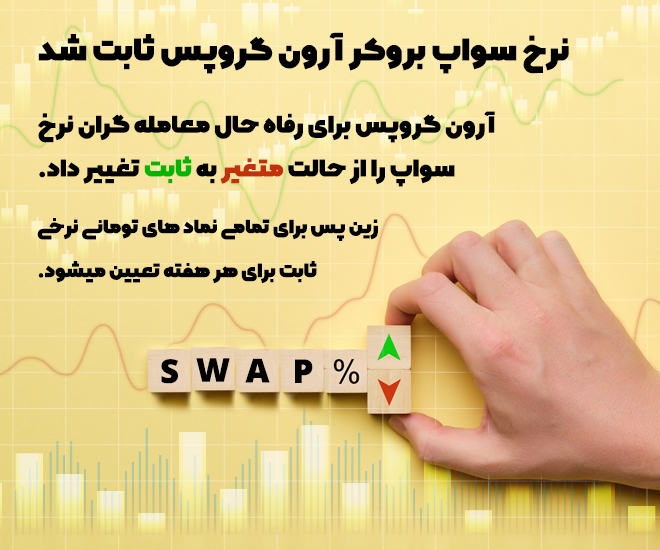 نرخ سواپ بروکر آرون گروپس ثابت شد
آرون گروپس برای رفاه حال معامله گران نرخ
سواپ را از حالت متغیر به ثابت تغییر داد.
زین پس برای تمامی نماد های تومانی نرخی
ثابت برای هر هفته تعیین میشود.
SWAP%